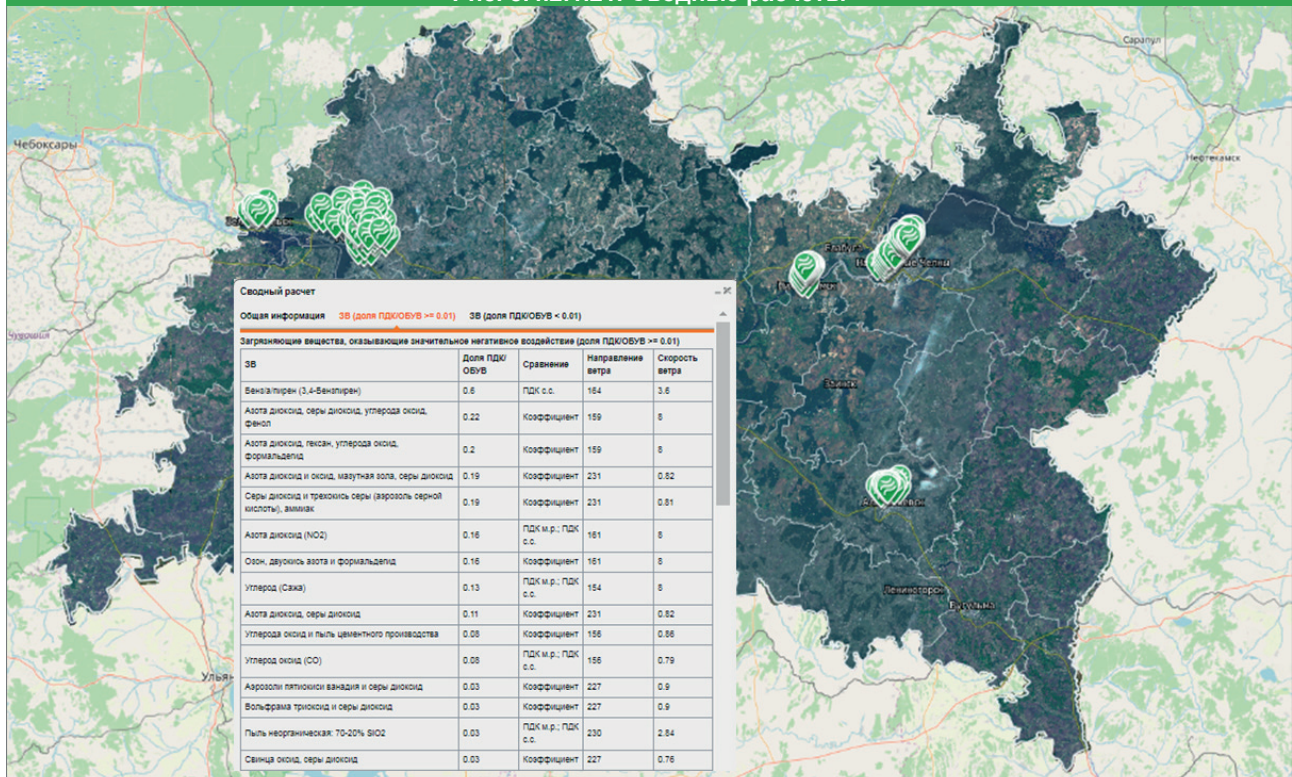 Сарапул
Чебоксары
Нефтекамск
Елабуга
Заинск
Лениногорск
Бугульма
Сводный расчет
Общая информация ЗВ (доля ПДК/ОБУВ >= 0.01) ЗВ (доля ПДК/ОБУВ < 0.01)
Загрязняющие вещества, оказывающие значительное негативное воздействие (доля ПДК/ОБУВ >= 0.01)
ЗВ Доля ПДК/ Сравнение Направление Скорость
ОБУВ ветра ветра
Бенз/а/пирен (3,4-Бензпирен) 0.6 ПДК с.с. 164 3.6
Азота диоксид, серы диоксид, углерода оксид,
фенол 0.22 Коэффициент 159 8
Азота диоксид, гексан, углерода оксид,
формальдегид 0.2 Коэффициент 159 8
Азота диоксид и оксид, мазутная зола, серы диоксид 0.19 Коэффициент 231 0.82
Серы диоксид и трехокись серы (аэрозоль серной
кислоты), аммиак 0.19 Коэффициент 231 0.81
Азота диоксид (NO2) 0.16 ПДК м.р.; ПДК
с.с. 161 8
Озон, двуокись азота и формальдегид 0.16 Коэффициент 161 8
Углерод (Сажа) 0.13 ПДК м.р.; ПДК
с.с. 154 8
Азота диоксид, серы диоксид 0.11 Коэффициент 231 0.82
Углерода оксид и пыль цементного производства 0.08 Коэффициент 156 0.86
Углерод оксид (CO) 0.08 ПДК м.р.; ПДК
с.с. 156 0.79
Аэрозоли пятиокиси ванадия и серы диоксид 0.03 Коэффициент 227 0.9
Вольфрама триоксид и серы диоксид 0.03 Коэффициент 227 0.9
Пыль неорганическая: 70-20% SiO2 0.03 ПДК м.р.; ПДК
с.с. 230 2.84
Свинца оксид, серы диоксид 0.03 Коэффициент 227 0.76